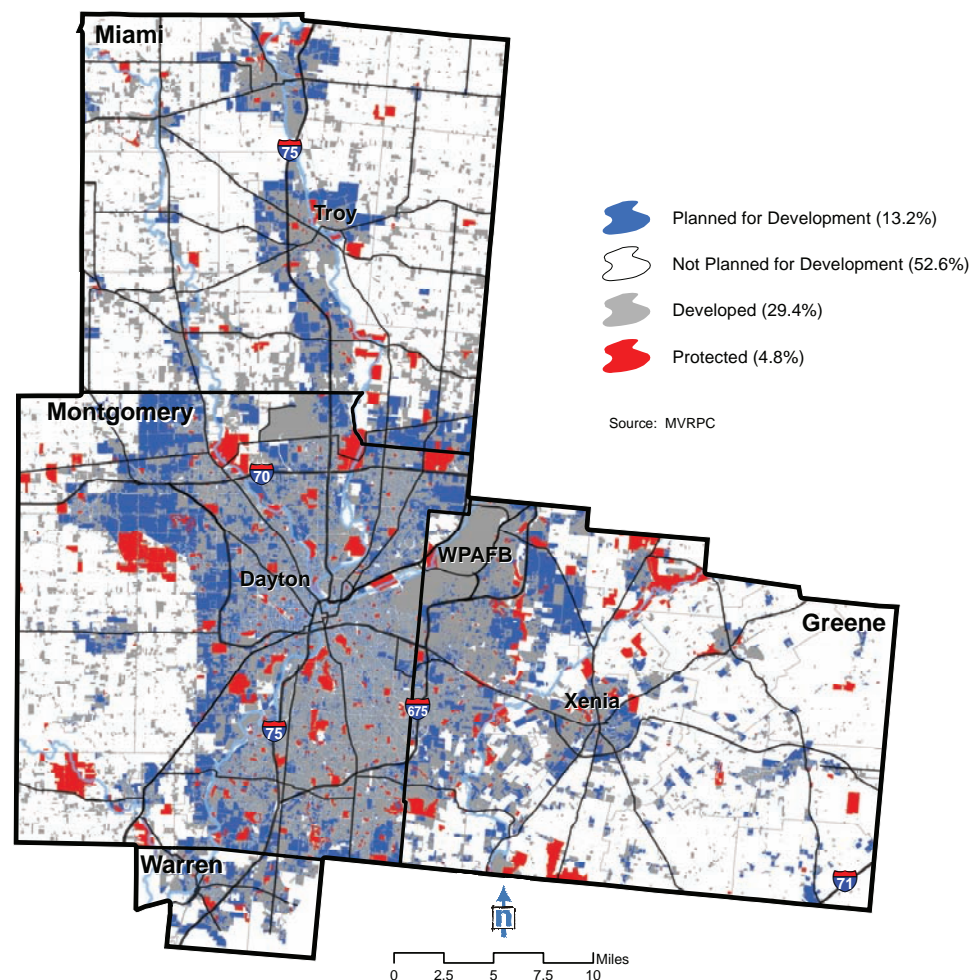 Miami
75
Troy
Planned for Development (13.2%)
Not Planned for Development (52.6%)
Developed (29.4%)
Protected (4.8%)
Source: MVRPC
Montgomery
70
WPAFB
Dayton
Greene
Xenia
675
75
Warren
71
n
Miles
0 2.5 5 7.5 10